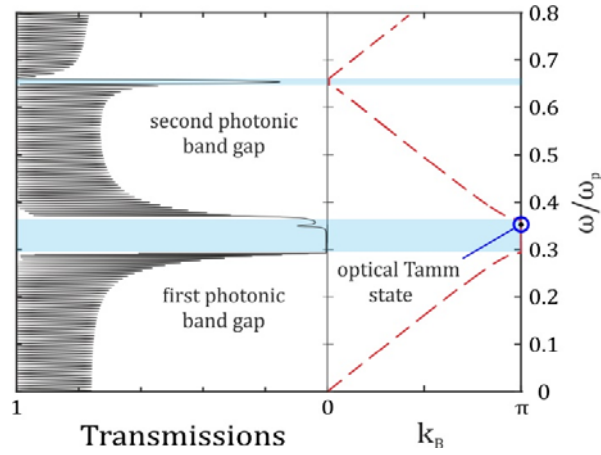 0.8
0.7
0.6
0.5
0.4
0.3
0.2
0.1
0
ω/ωp
second photonic
band gap
optical Tamm
state
first photonic
band gap
1
0
π
Transmissions
kB